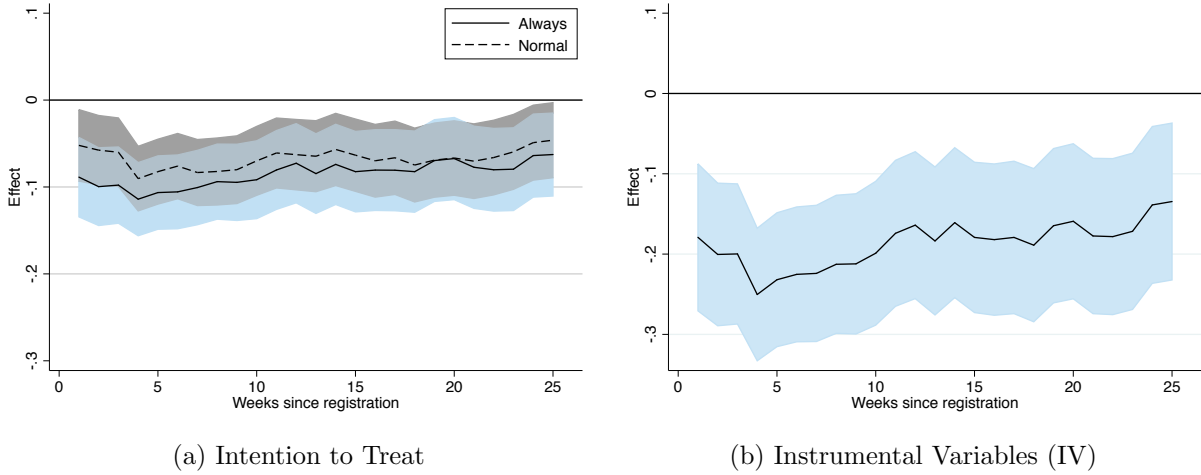 .1
0
-.1
-.2
-.3
Effect
Always
Normal
0 5 10 15 20 25
Weeks since registration
(a) Intention to Treat
.1
0
-.1
-.2
-.3
Effect
0 5 10 15 20 25
Weeks since registration
(b) Instrumental Variables (IV)